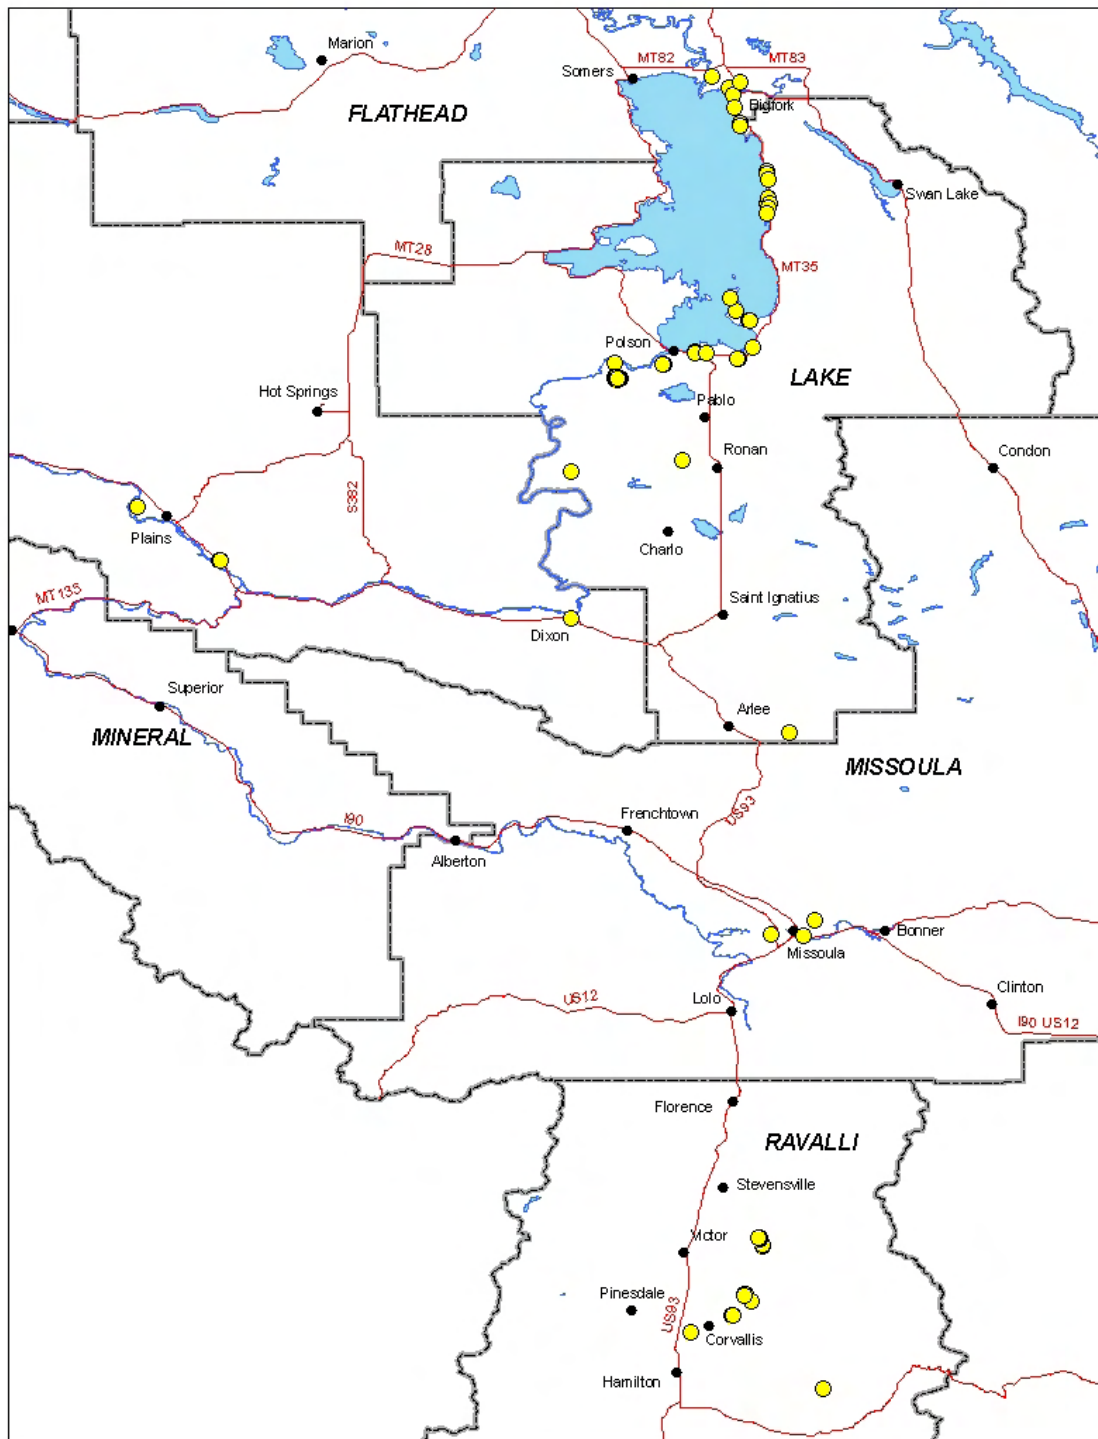 Marion
MT82
MT83
Somers
FLATHEAD
Bigfork
Swan Lake
MT28
MT35
Polson
LAKE
Hot Springs
Pablo
Ronan
Condon
S382
Plains
Charlo
MT135
Saint Ignatius
Dixon
Superior
Arlee
MINERAL
MISSOULA
I90
US93
Frenchtown
Alberton
Bonner
Missoula
Lolo
US12
Clinton
I90 US12
Florence
RAVALLI
Stevensville
Victor
Pinesdale
US93
Corvallis
Hamilton